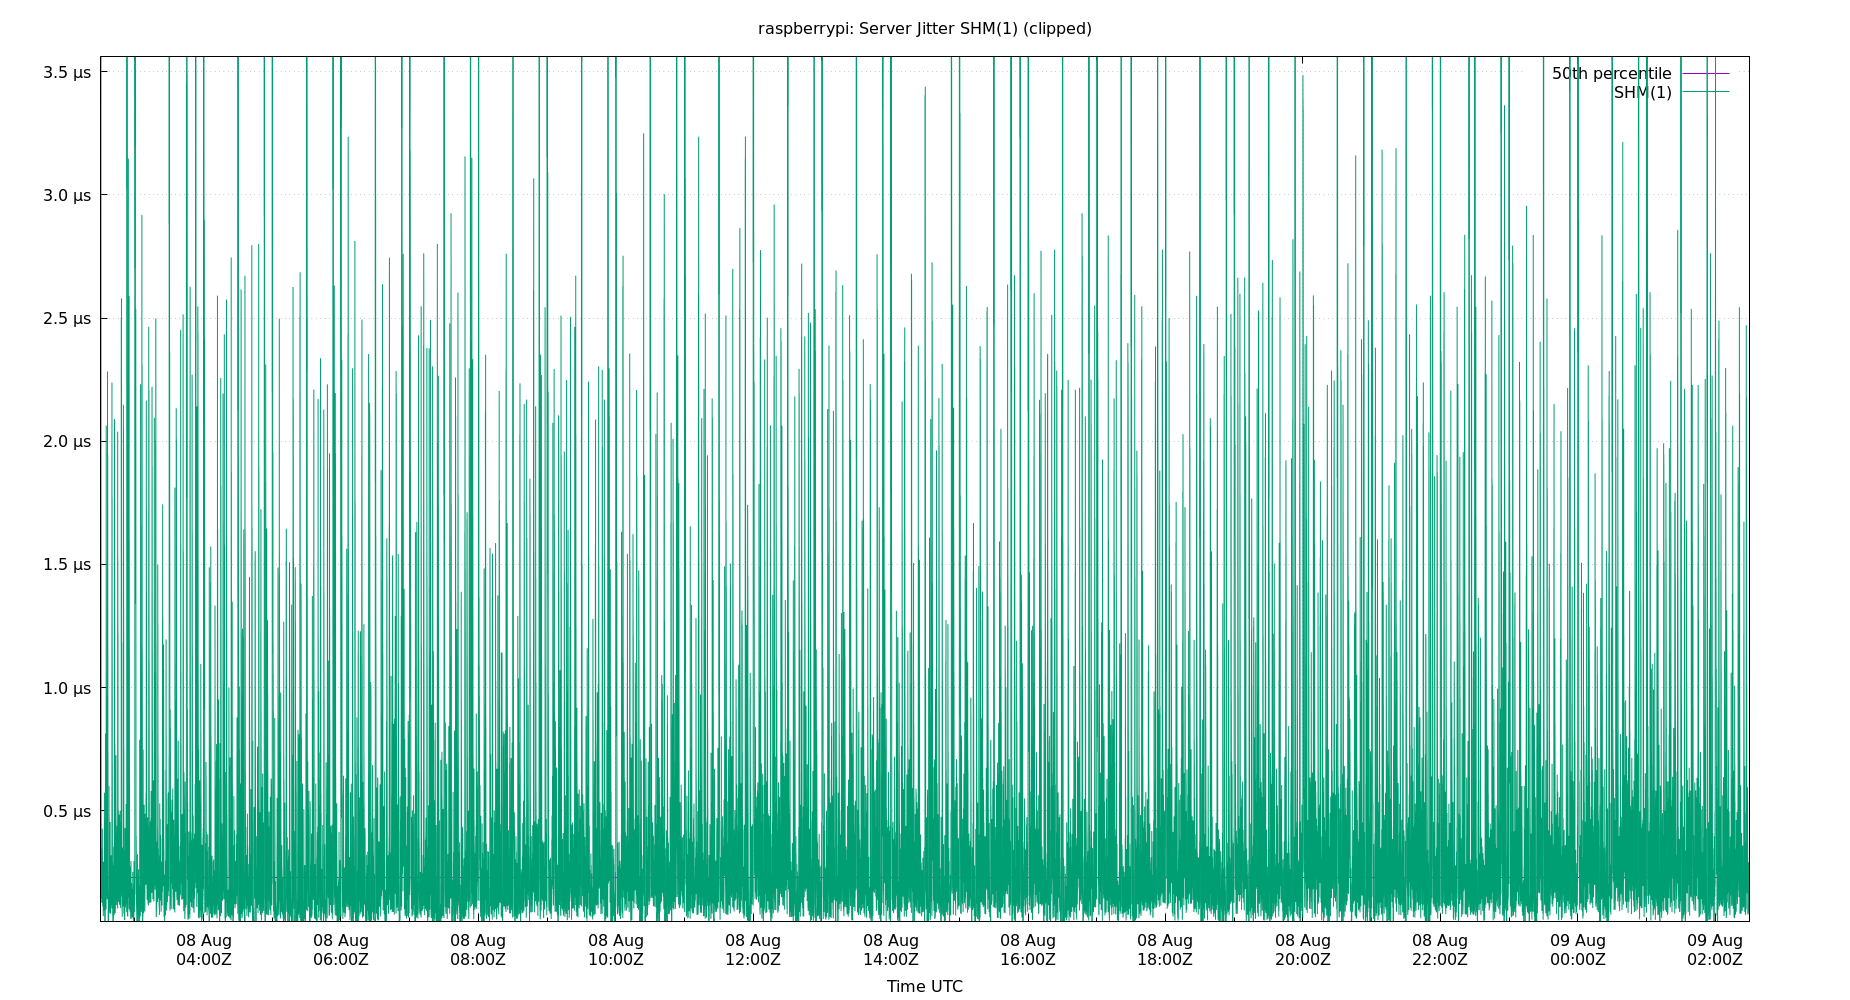 raspberrypi: Server Jitter SHM(1) (clipped)
3.5 µs
3.0 µs
2.5 µs
2.0 µs
1.5 µs
1.0 µs
0.5 µs
50th percentile
SHM(1)
08 Aug 08 Aug 08 Aug 08 Aug 08 Aug 08 Aug 08 Aug 08 Aug 08 Aug 08 Aug 09 Aug 09 Aug
04:00Z 06:00Z 08:00Z 10:00Z 12:00Z 14:00Z 16:00Z 18:00Z 20:00Z 22:00Z 00:00Z 02:00Z
Time UTC